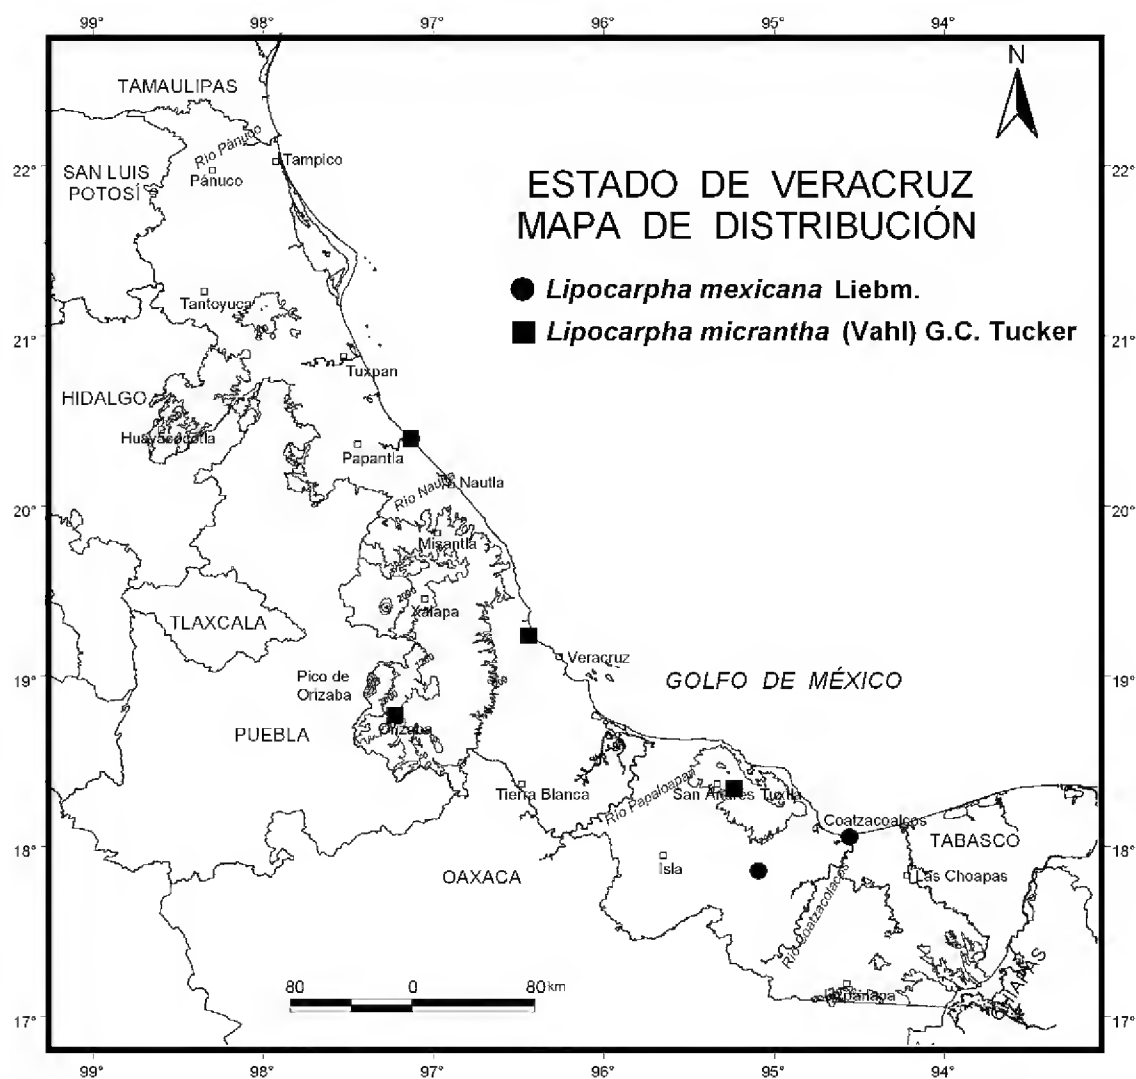 99° 98° 97° 96° 95° 94°
N
TAMAULIPAS
Río Pánuco
22° Tampico 22°
SAN LUIS
POTOSÍ
Pánuco
ESTADO DE VERACRUZ
MAPA DE DISTRIBUCIÓN
Lipocarpha mexicana Liebm.
Tantoyuca
Lipocarpha micrantha (Vahl) G.C. Tucker
21° 21°
Tuxpan
HIDALGO
Huayacocotla
Papantla
Río Nautla Nautla
20° 20°
Misantla
2000
Xalapa
TLAXCALA
Veracruz
Pico de
Orizaba
19° GOLFO DE MÉXICO 19°
PUEBLA
Orizaba
Tierra Blanca
Río Papaloapan
San Andres Tuxtla
Coatzacoalcos
TABASCO
18° 18°
Isla
OAXACA
Las Choapas
Río Coatzacolacos
CHIAPAS
80 0 80 km
17° 17°
99° 98° 97° 96° 95° 94°